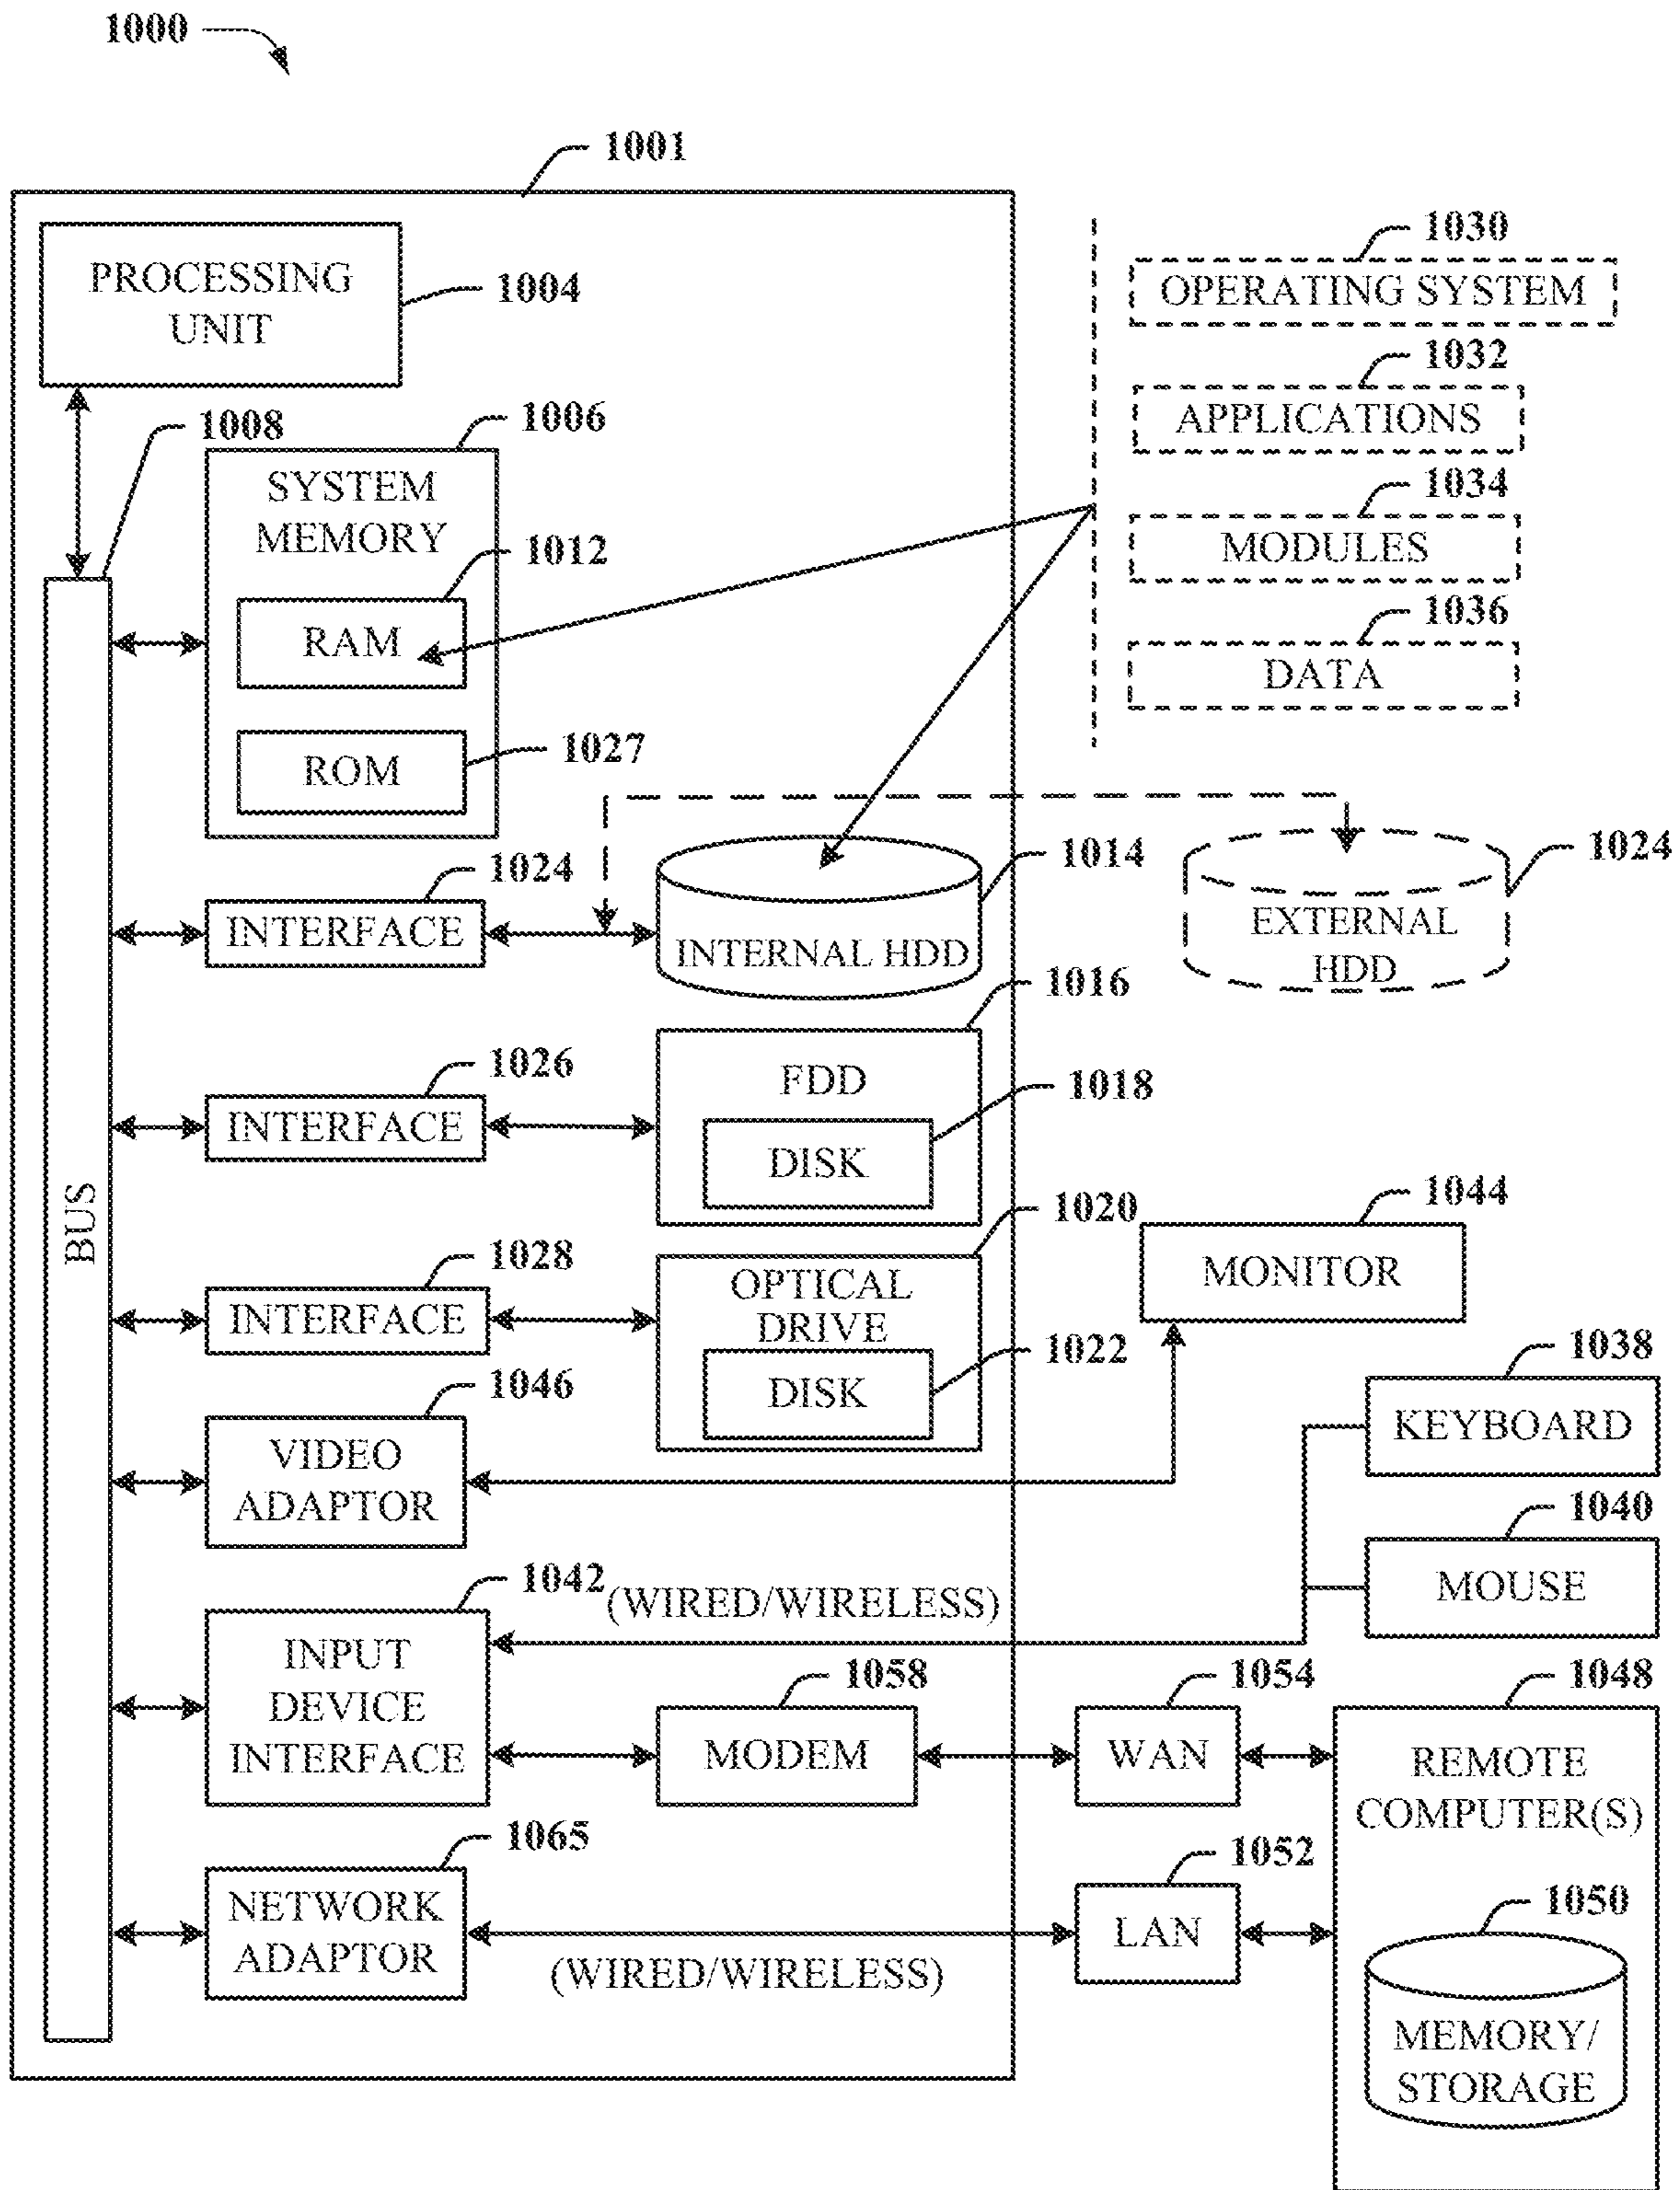 1000
1001
PROCESSING
UNIT
1004
1030
OPERATING SYSTEM
1032
APPLICATIONS
1034
MODULES
1036
DATA
1008
1006
SYSTEM
MEMORY
1012
RAM
1027
ROM
1024
INTERFACE
1014
INTERNAL HDD
1024
EXTERNAL
HDD
1026
INTERFACE
1016
FDD
1018
DISK
BUS
1028
INTERFACE
1020
OPTICAL
DRIVE
1022
DISK
1044
MONITOR
1046
VIDEO
ADAPTOR
1038
KEYBOARD
1040
MOUSE
1042
(WIRED/WIRELESS)
INPUT
DEVICE
INTERFACE
1058
MODEM
1054
WAN
1048
REMOTE
COMPUTER(S)
1065
NETWORK
ADAPTOR
(WIRED/WIRELESS)
1052
LAN
1050
MEMORY/
STORAGE